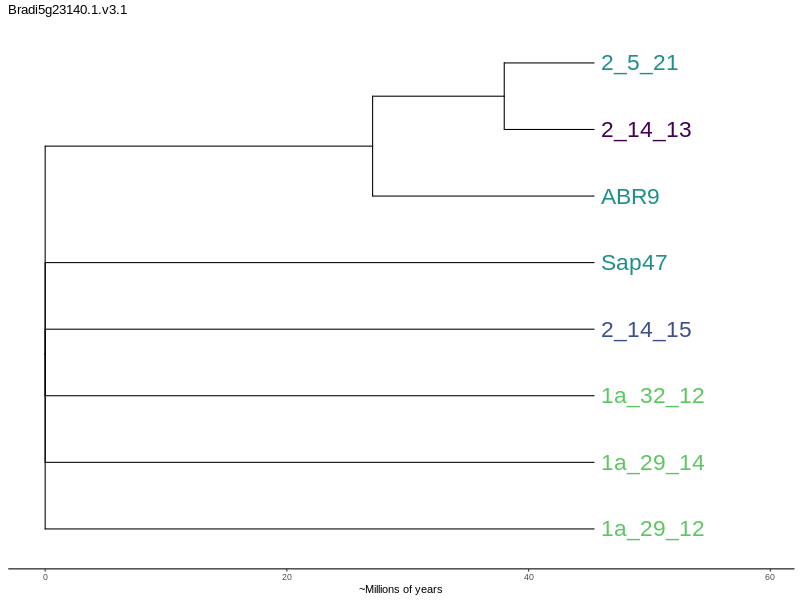 Bradi5g23140.1.v3.1
2_5_21
2_14_13
ABR9
Sap47
2_14_15
1a_32_12
1a_29_14
1a_29_12
0 20 40 60
~Millions of years